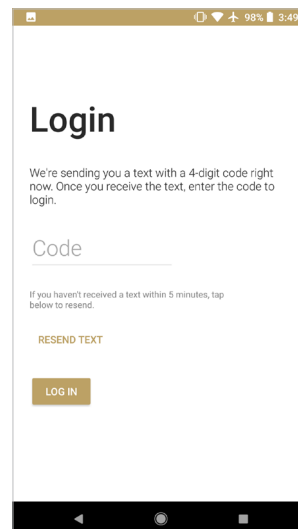 98% 3:49
Login
We're sending you a text with a 4-digit code right
now. Once you receive the text, enter the code to
login.
Code
If you haven't received a text within 5 minutes, tap
below to resend.
RESEND TEXT
LOG IN